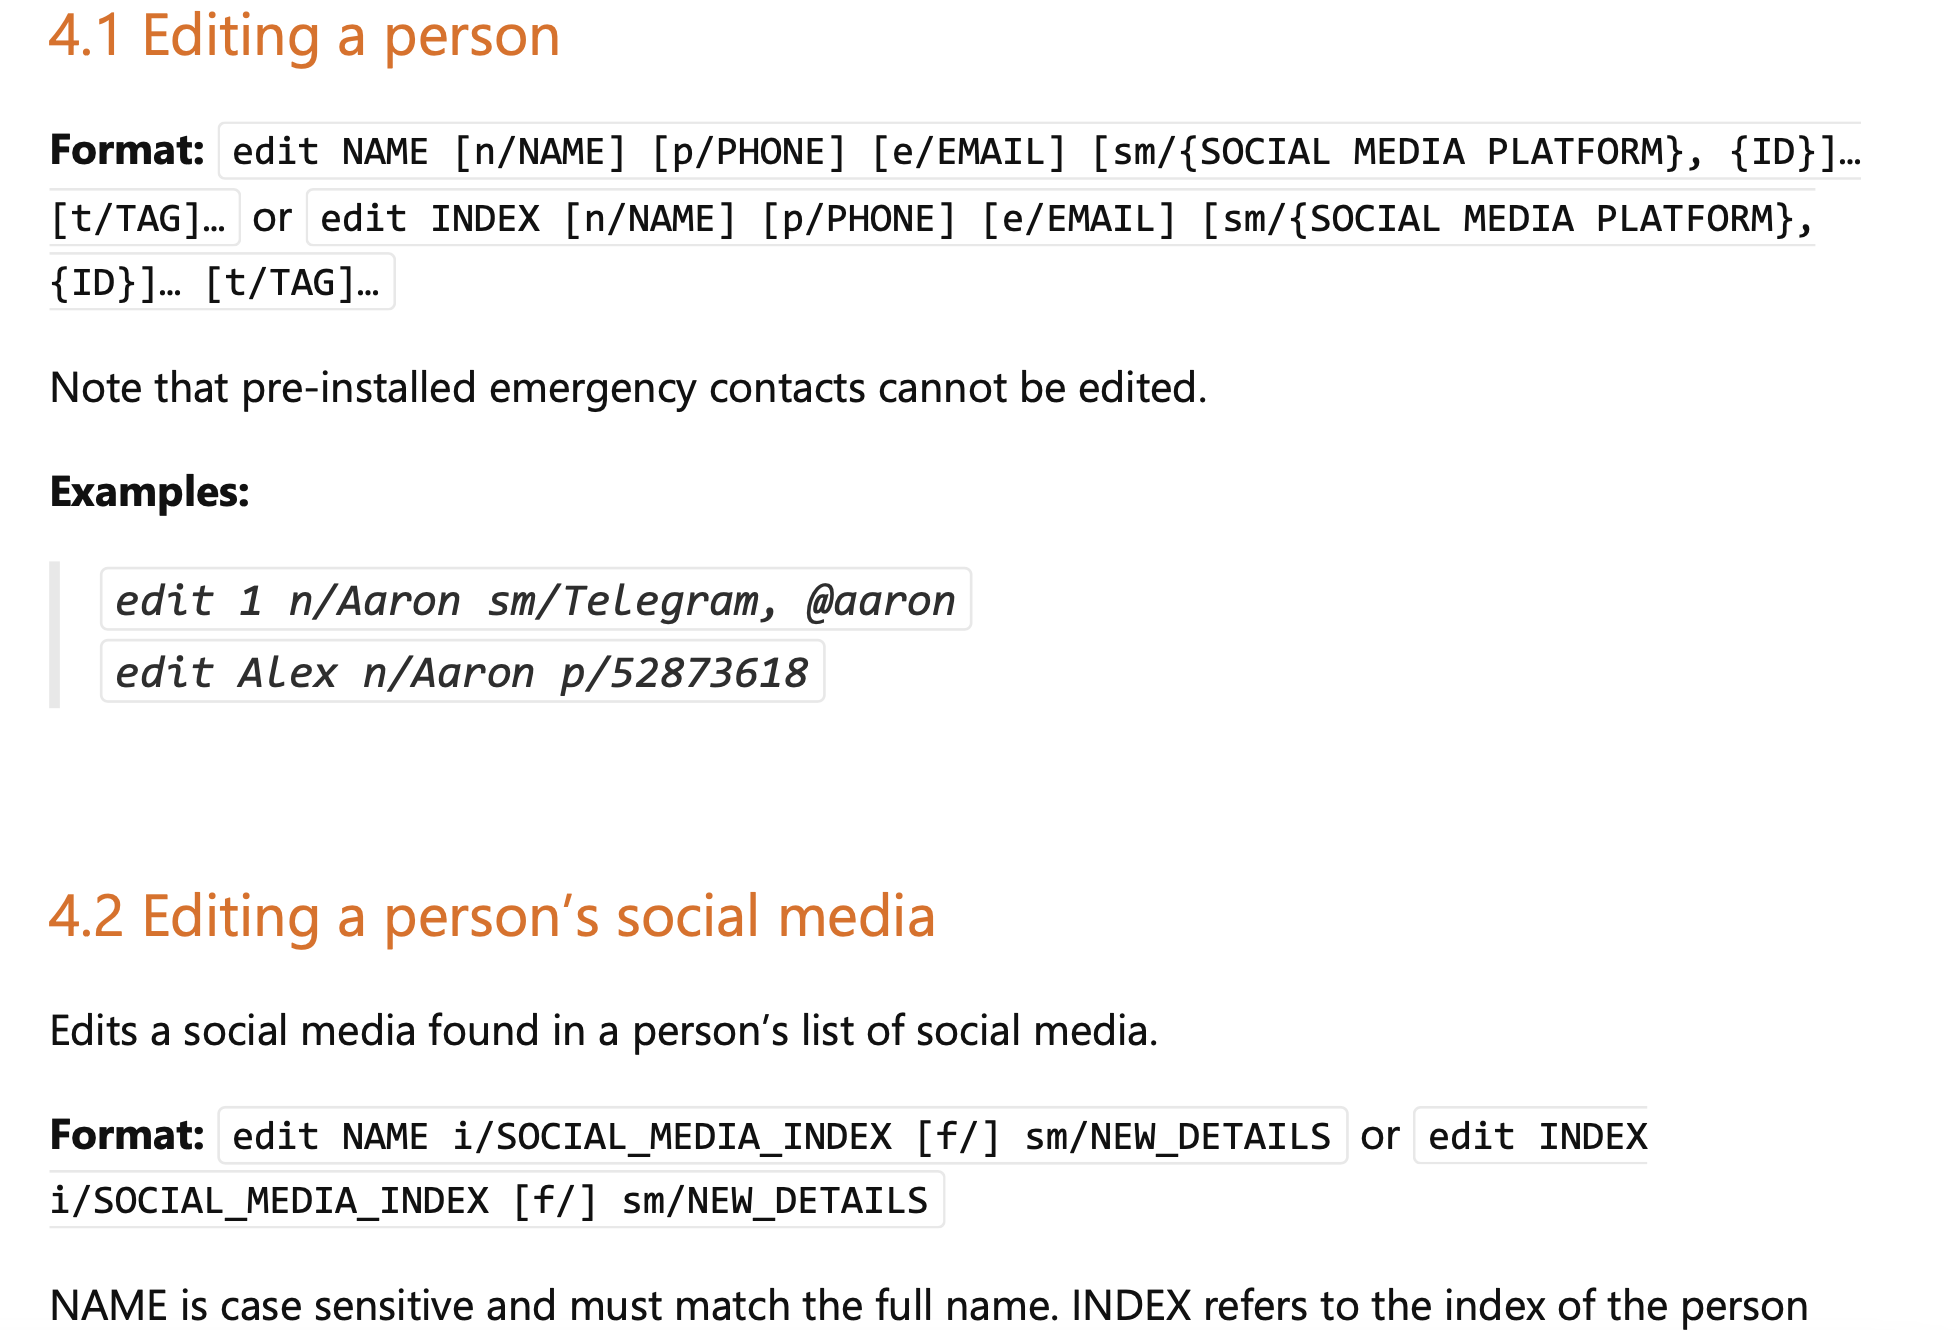 4.1 Editing a person
Format: edit NAME [n/NAME] [p/PHONE] [e/EMAIL] [sm/{SOCIAL MEDIA PLATFORM}, {ID}]…
[t/TAG]… or edit INDEX [n/NAME] [p/PHONE] [e/EMAIL] [sm/{SOCIAL MEDIA PLATFORM},
{ID}]… [t/TAG]…
Note that pre-installed emergency contacts cannot be edited.
Examples:
edit 1 n/Aaron sm/Telegram, @aaron
edit Alex n/Aaron p/52873618
4.2 Editing a person’s social media
Edits a social media found in a person’s list of social media.
Format: edit NAME i/SOCIAL_MEDIA_INDEX [f/] sm/NEW_DETAILS or edit INDEX
i/SOCIAL_MEDIA_INDEX [f/] sm/NEW_DETAILS
NAME is case sensitive and must match the full name. INDEX refers to the index of the person